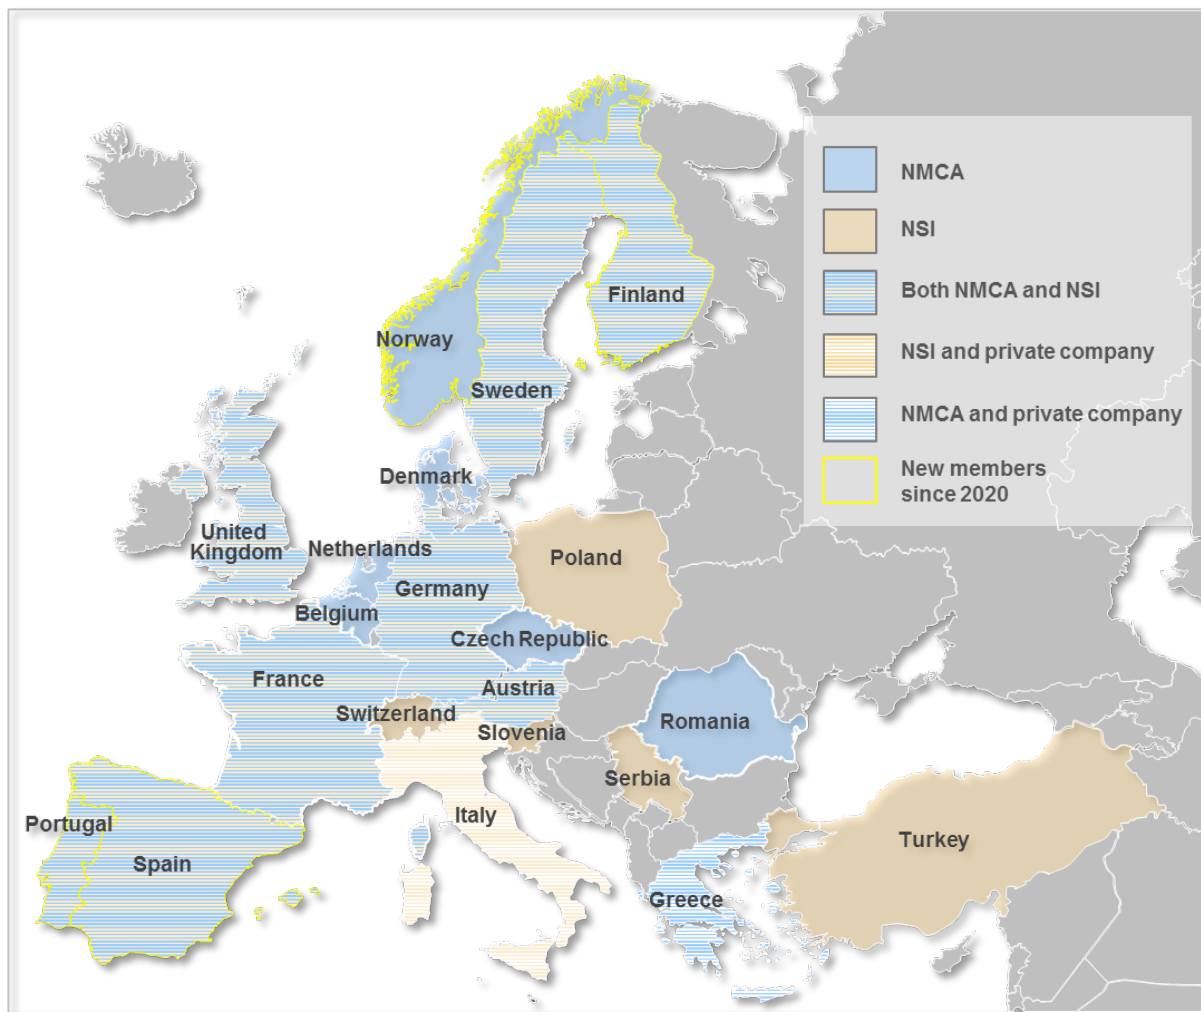 NMCA
NSI
Both NMCA and NSI
NSI and private company
NMCA and private company
New members
since 2020
Finland
Norway
Sweden
Denmark
United
Kingdom
Netherlands
Poland
Germany
Belgium
Czech Republic
France
Austria
Switzerland
Romania
Slovenia
Serbia
Italy
Portugal
Turkey
Spain
Greece